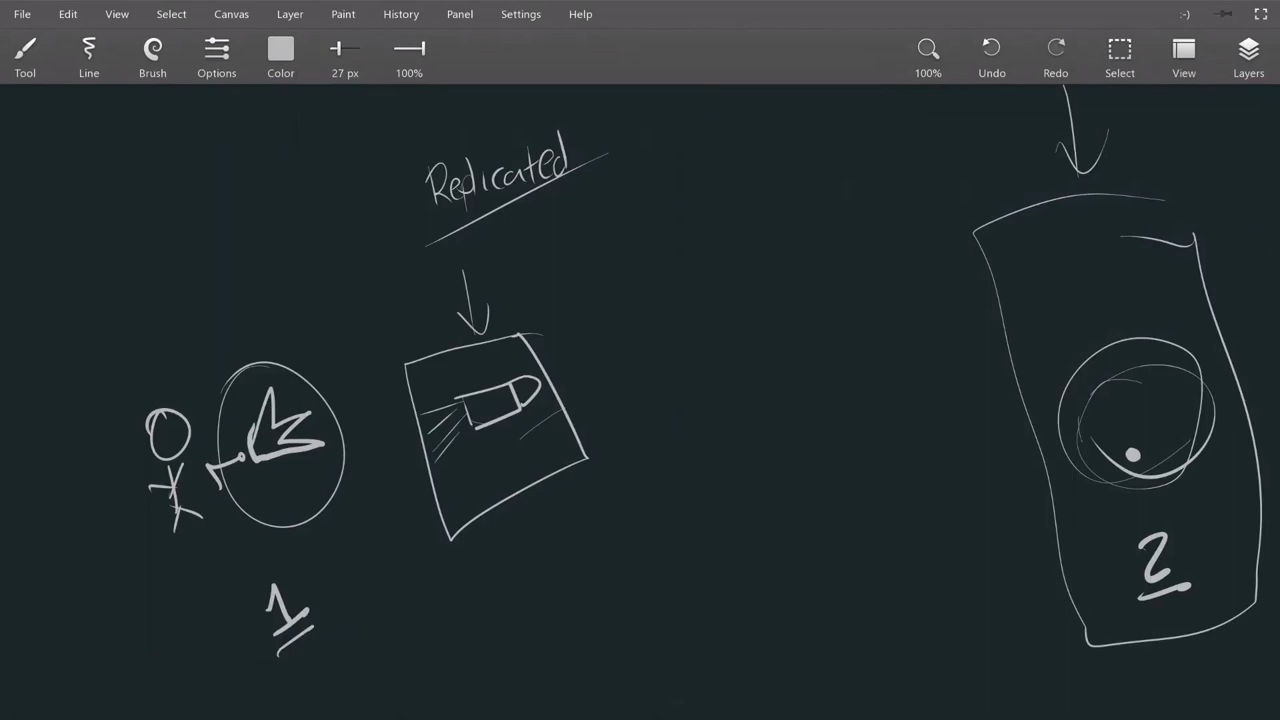 File Edit View Select Canvas Layer Paint History Panel Settings Help :-)
Tool Line Brush Options Color 27 px 100% 100% Undo Redo Select View Layers
Replicated
1
2